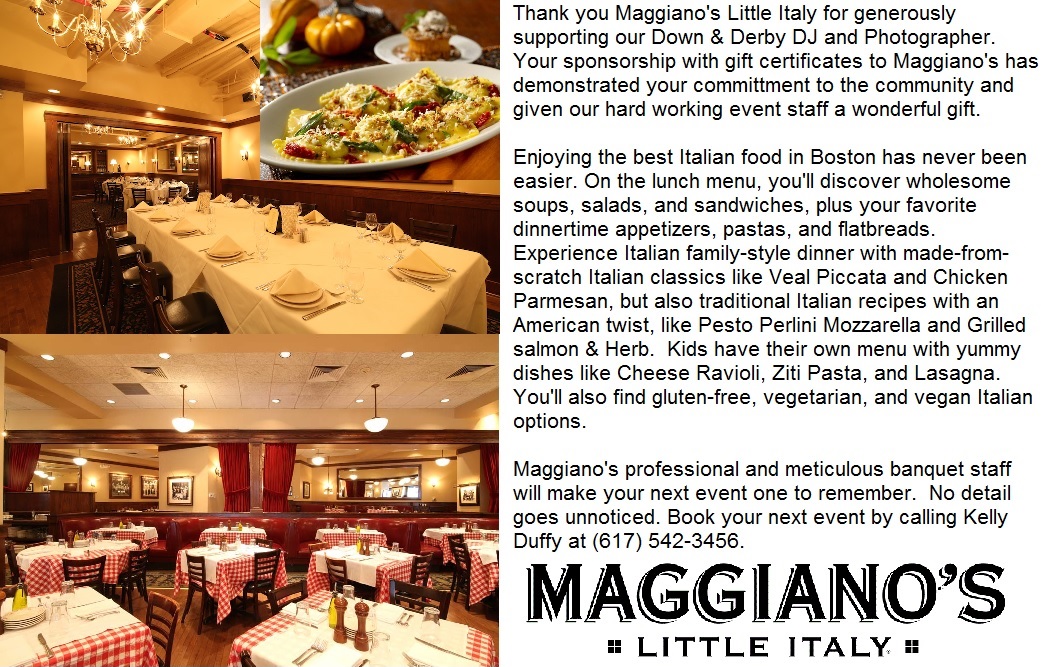 Thank you Maggiano's Little Italy for generously
supporting our Down & Derby DJ and Photographer.
Your sponsorship with gift certificates to Maggiano's has
demonstrated your committment to the community and
given our hard working event staff a wonderful gift.
Enjoying the best Italian food in Boston has never been
easier. On the lunch menu, you'll discover wholesome
soups, salads, and sandwiches, plus your favorite
dinnertime appetizers, pastas, and flatbreads.
Experience Italian family-style dinner with made-from-
scratch Italian classics like Veal Piccata and Chicken
Parmesan, but also traditional Italian recipes with an
American twist, like Pesto Perlini Mozzarella and Grilled
salmon & Herb.  Kids have their own menu with yummy
dishes like Cheese Ravioli, Ziti Pasta, and Lasagna.
You'll also find gluten-free, vegetarian, and vegan Italian
options.
Maggiano's professional and meticulous banquet staff
will make your next event one to remember.  No detail
goes unnoticed. Book your next event by calling Kelly
Duffy at (617) 542-3456.
MAGGIANO'S
LITTLE ITALY